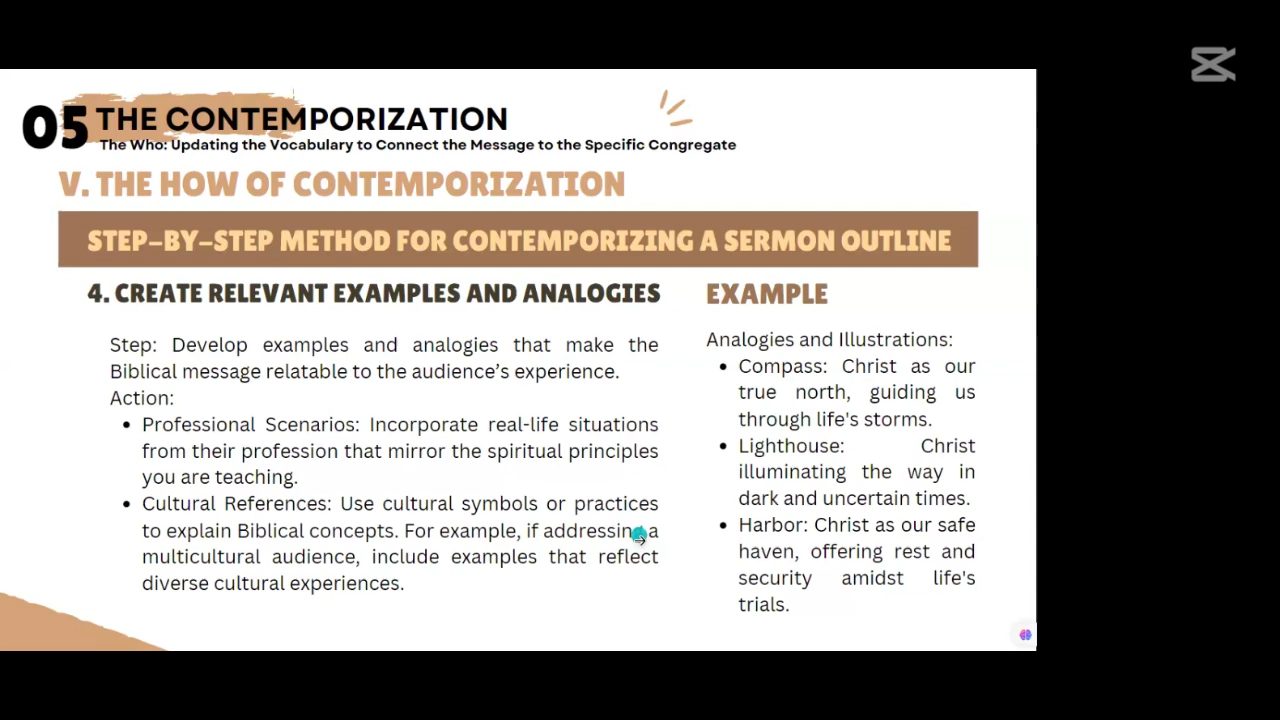 05 THE CONTEMPORIZATION
The Who: Updating the Vocabulary to Connect the Message to the Specific Congregate
V. THE HOW OF CONTEMPORIZATION
STEP-BY-STEP METHOD FOR CONTEMPORIZING A SERMON OUTLINE
4. CREATE RELEVANT EXAMPLES AND ANALOGIES
Step: Develop examples and analogies that make the
Biblical message relatable to the audience's experience.
Action:
• Professional Scenarios: Incorporate real-life situations
from their profession that mirror the spiritual principles
you are teaching.
• Cultural References: Use cultural symbols or practices
to explain Biblical concepts. For example, if addressing a
multicultural audience, include examples that reflect
diverse cultural experiences.
EXAMPLE
Analogies and Illustrations:
• Compass: Christ as our
true north, guiding us
through life's storms.
• Lighthouse: Christ
illuminating the way in
dark and uncertain times.
• Harbor: Christ as our safe
haven, offering rest and
security amidst life's
trials.